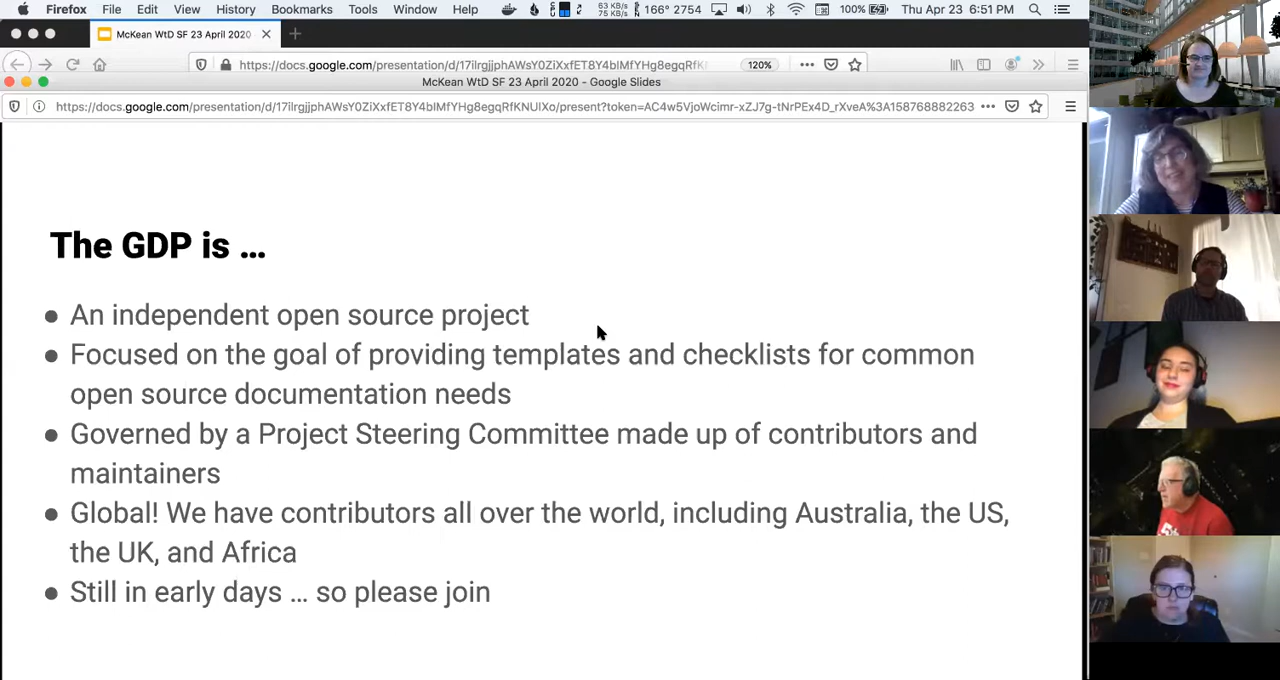 Firefox File Edit View History Bookmarks Tools Window Help 63 KB/s 75 KB/s 166° 2754 100% Thu Apr 23 6:51 PM
McKean WtD SF 23 April 2020
https://docs.google.com/presentation/d/17ilrgjjphAWsY0ZiXxfET8Y4bIMfYHg8egqRfK 120%
McKean WtD SF 23 April 2020 - Google Slides
https://docs.google.com/presentation/d/17ilrgjjphAWsY0ZiXxfET8Y4bIMfYHg8egqRfKNUIXo/present?token=AC4w5VjoWcimr-xZJ7g-tNrPEx4D_rXveA%3A158768882263
The GDP is ...
● An independent open source project
● Focused on the goal of providing templates and checklists for common
open source documentation needs
● Governed by a Project Steering Committee made up of contributors and
maintainers
● Global! We have contributors all over the world, including Australia, the US,
the UK, and Africa
● Still in early days ... so please join